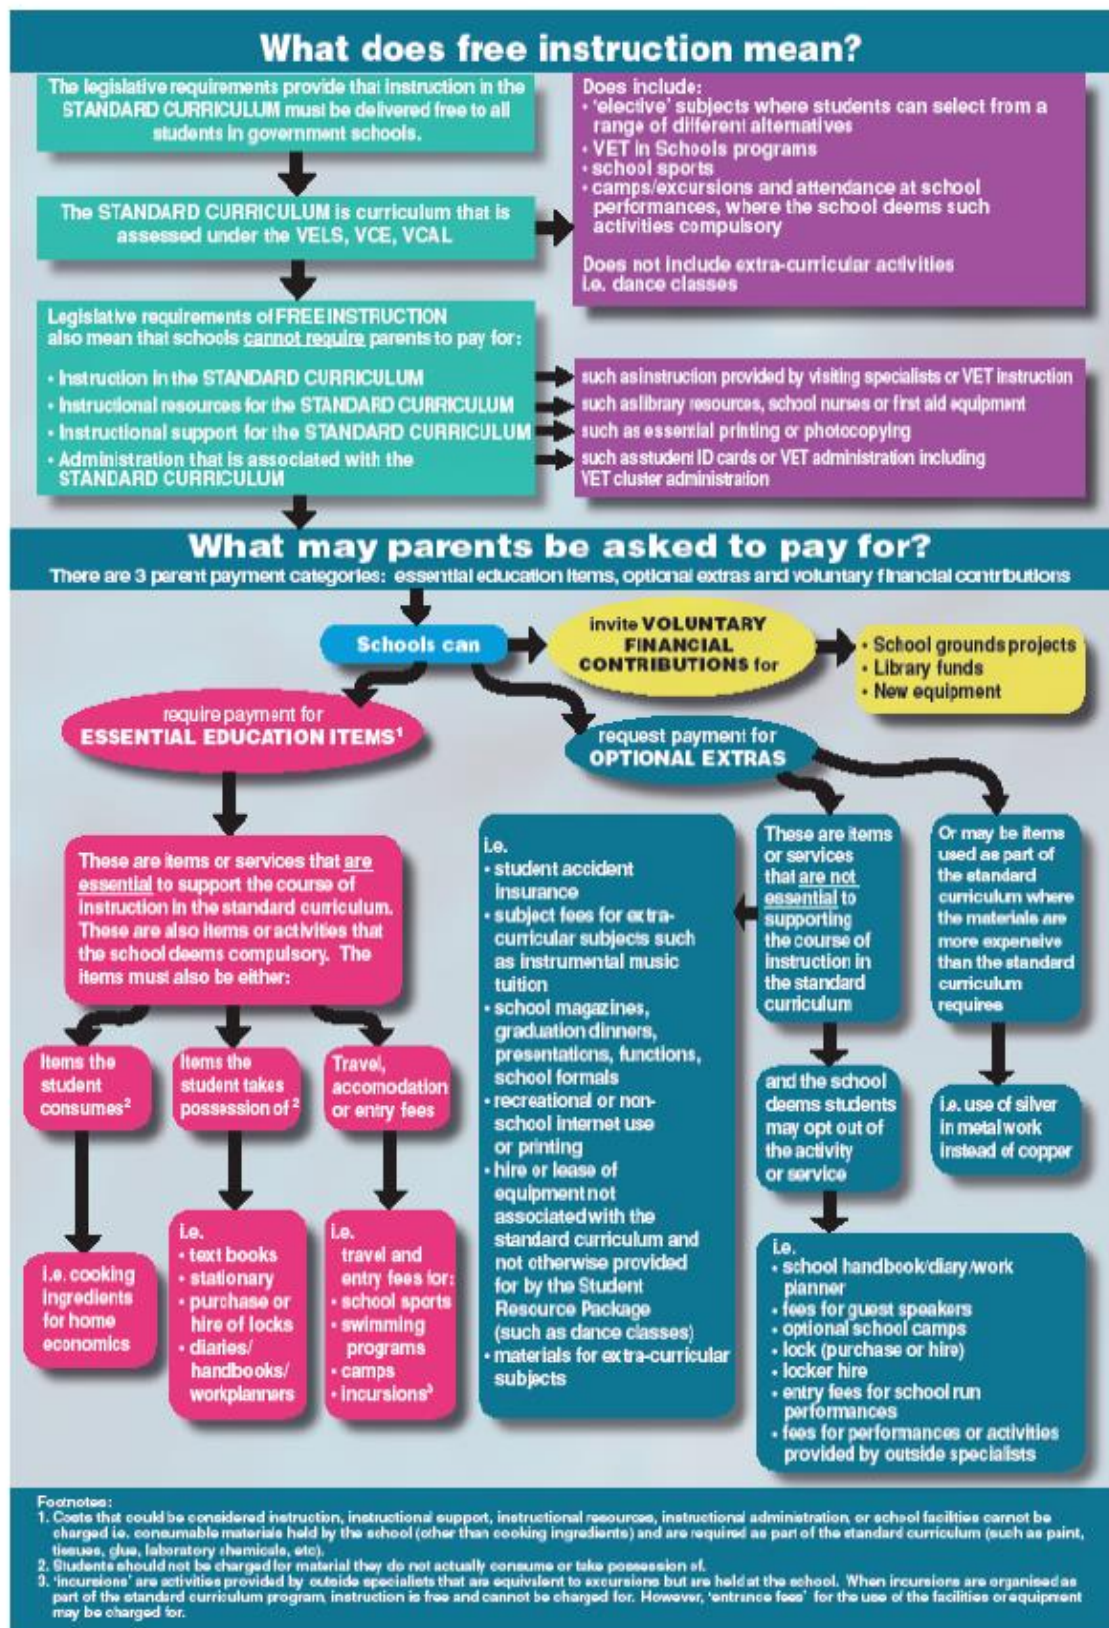 What does free instruction mean?
The legislative requirements provide that instruction in the
STANDARD CURRICULUM must be delivered free to all
students in government schools.
Does include:
• 'elective' subjects where students can select from a
range of different alternatives
• VET in Schools programs
• school sports
• camps/excursions and attendance at school
performances, where the school deems such
activities compulsory
Does not include extra-curricular activities
i.e. dance classes
The STANDARD CURRICULUM is curriculum that is
assessed under the VELS, VCE, VCAL
Legislative requirements of FREE INSTRUCTION
also mean that schools cannot require parents to pay for:
• Instruction in the STANDARD CURRICULUM
such as instruction provided by visiting specialists or VET instruction
• Instructional resources for the STANDARD CURRICULUM
such as library resources, school nurses or first aid equipment
• Instructional support for the STANDARD CURRICULUM
such as essential printing or photocopying
• Administration that is associated with the
STANDARD CURRICULUM
such as student ID cards or VET administration including
VET cluster administration
What may parents be asked to pay for?
There are 3 parent payment categories: essential education items, optional extras and voluntary financial contributions
Schools can
invite VOLUNTARY
FINANCIAL
CONTRIBUTIONS for
• School grounds projects
• Library funds
• New equipment
require payment for
ESSENTIAL EDUCATION ITEMS¹
request payment for
OPTIONAL EXTRAS
These are items or services that are
essential to support the course of
instruction in the standard curriculum.
These are also items or activities that
the school deems compulsory. The
items must also be either:
Items the
student
consumes²
Items the
student takes
possession of ²
Travel,
accomodation
or entry fees
i.e. cooking
ingredients
for home
economics
i.e.
• text books
• stationary
• purchase or
hire of locks
• diaries/
handbooks/
workplanners
i.e.
travel and
entry fees for:
• school sports
• swimming
programs
• camps
• incursions³
i.e.
• student accident
insurance
• subject fees for extra-
curricular subjects such
as instrumental music
tuition
• school magazines,
graduation dinners,
presentations, functions,
school formals
• recreational or non-
school internet use
or printing
• hire or lease of
equipment not
associated with the
standard curriculum and
not otherwise provided
for by the Student
Resource Package
(such as dance classes)
• materials for extra-curricular
subjects
These are items
or services
that are not
essential to
supporting
the course of
instruction in
the standard
curriculum
and the school
deems students
may opt out of
the activity
or service
i.e.
• school handbook/diary/work
planner
• fees for guest speakers
• optional school camps
• lock (purchase or hire)
• locker hire
• entry fees for school run
performances
• fees for performances or activities
provided by outside specialists
Or may be items
used as part of
the standard
curriculum where
the materials are
more expensive
than the standard
curriculum
requires
i.e. use of silver
in metal work
instead of copper
Footnotes:
1. Costs that could be considered instruction, instructional support, instructional resources, instructional administration, or school facilities cannot be
charged i.e. consumable materials held by the school (other than cooking ingredients) and are required as part of the standard curriculum (such as paint,
tissues, glue, laboratory chemicals, etc).
2. Students should not be charged for material they do not actually consume or take possession of.
3. 'incursions' are activities provided by outside specialists that are equivalent to excursions but are held at the school. When incursions are organised as
part of the standard curriculum program, instruction is free and cannot be charged for. However, 'entrance fees' for the use of the facilities or equipment
may be charged for.